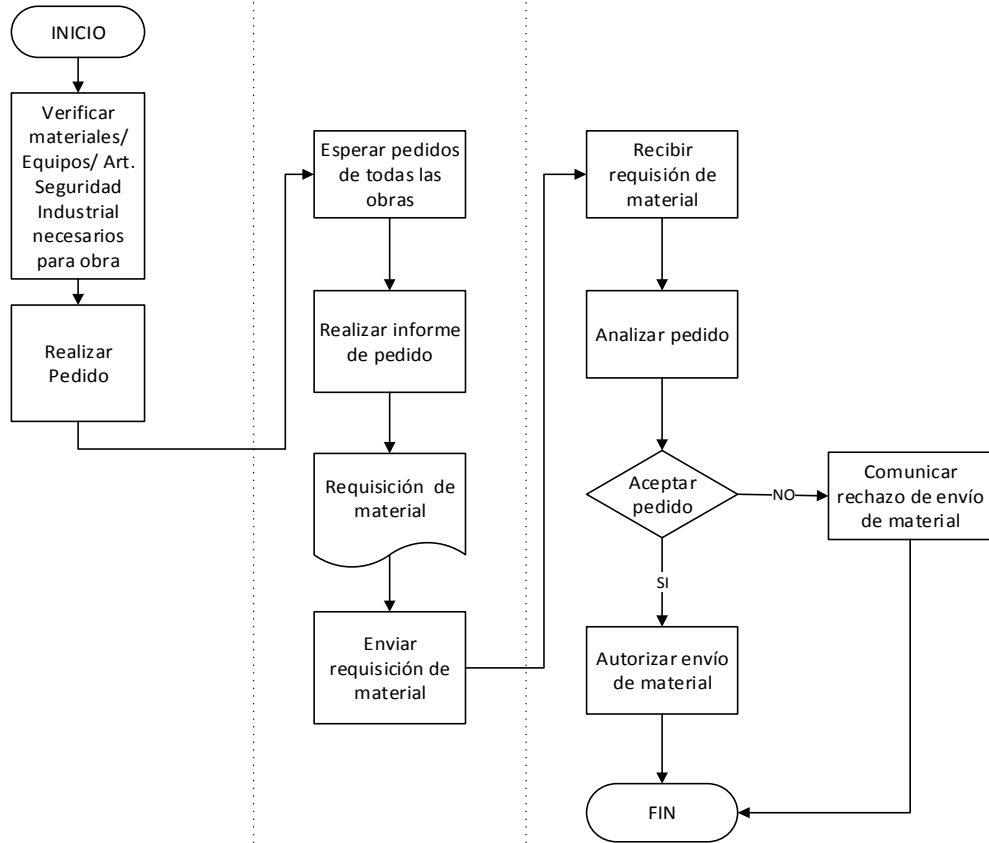 INICIO
Verificar
materiales/
Equipos/ Art.
Seguridad
Industrial
necesarios
para obra
Realizar
Pedido
Esperar pedidos
de todas las
obras
Realizar informe
de pedido
Requisición de
material
Enviar
requisición de
material
Recibir
requisión de
material
Analizar pedido
Aceptar
pedido
NO
Comunicar
rechazo de envío
de material
SI
Autorizar envío
de material
FIN